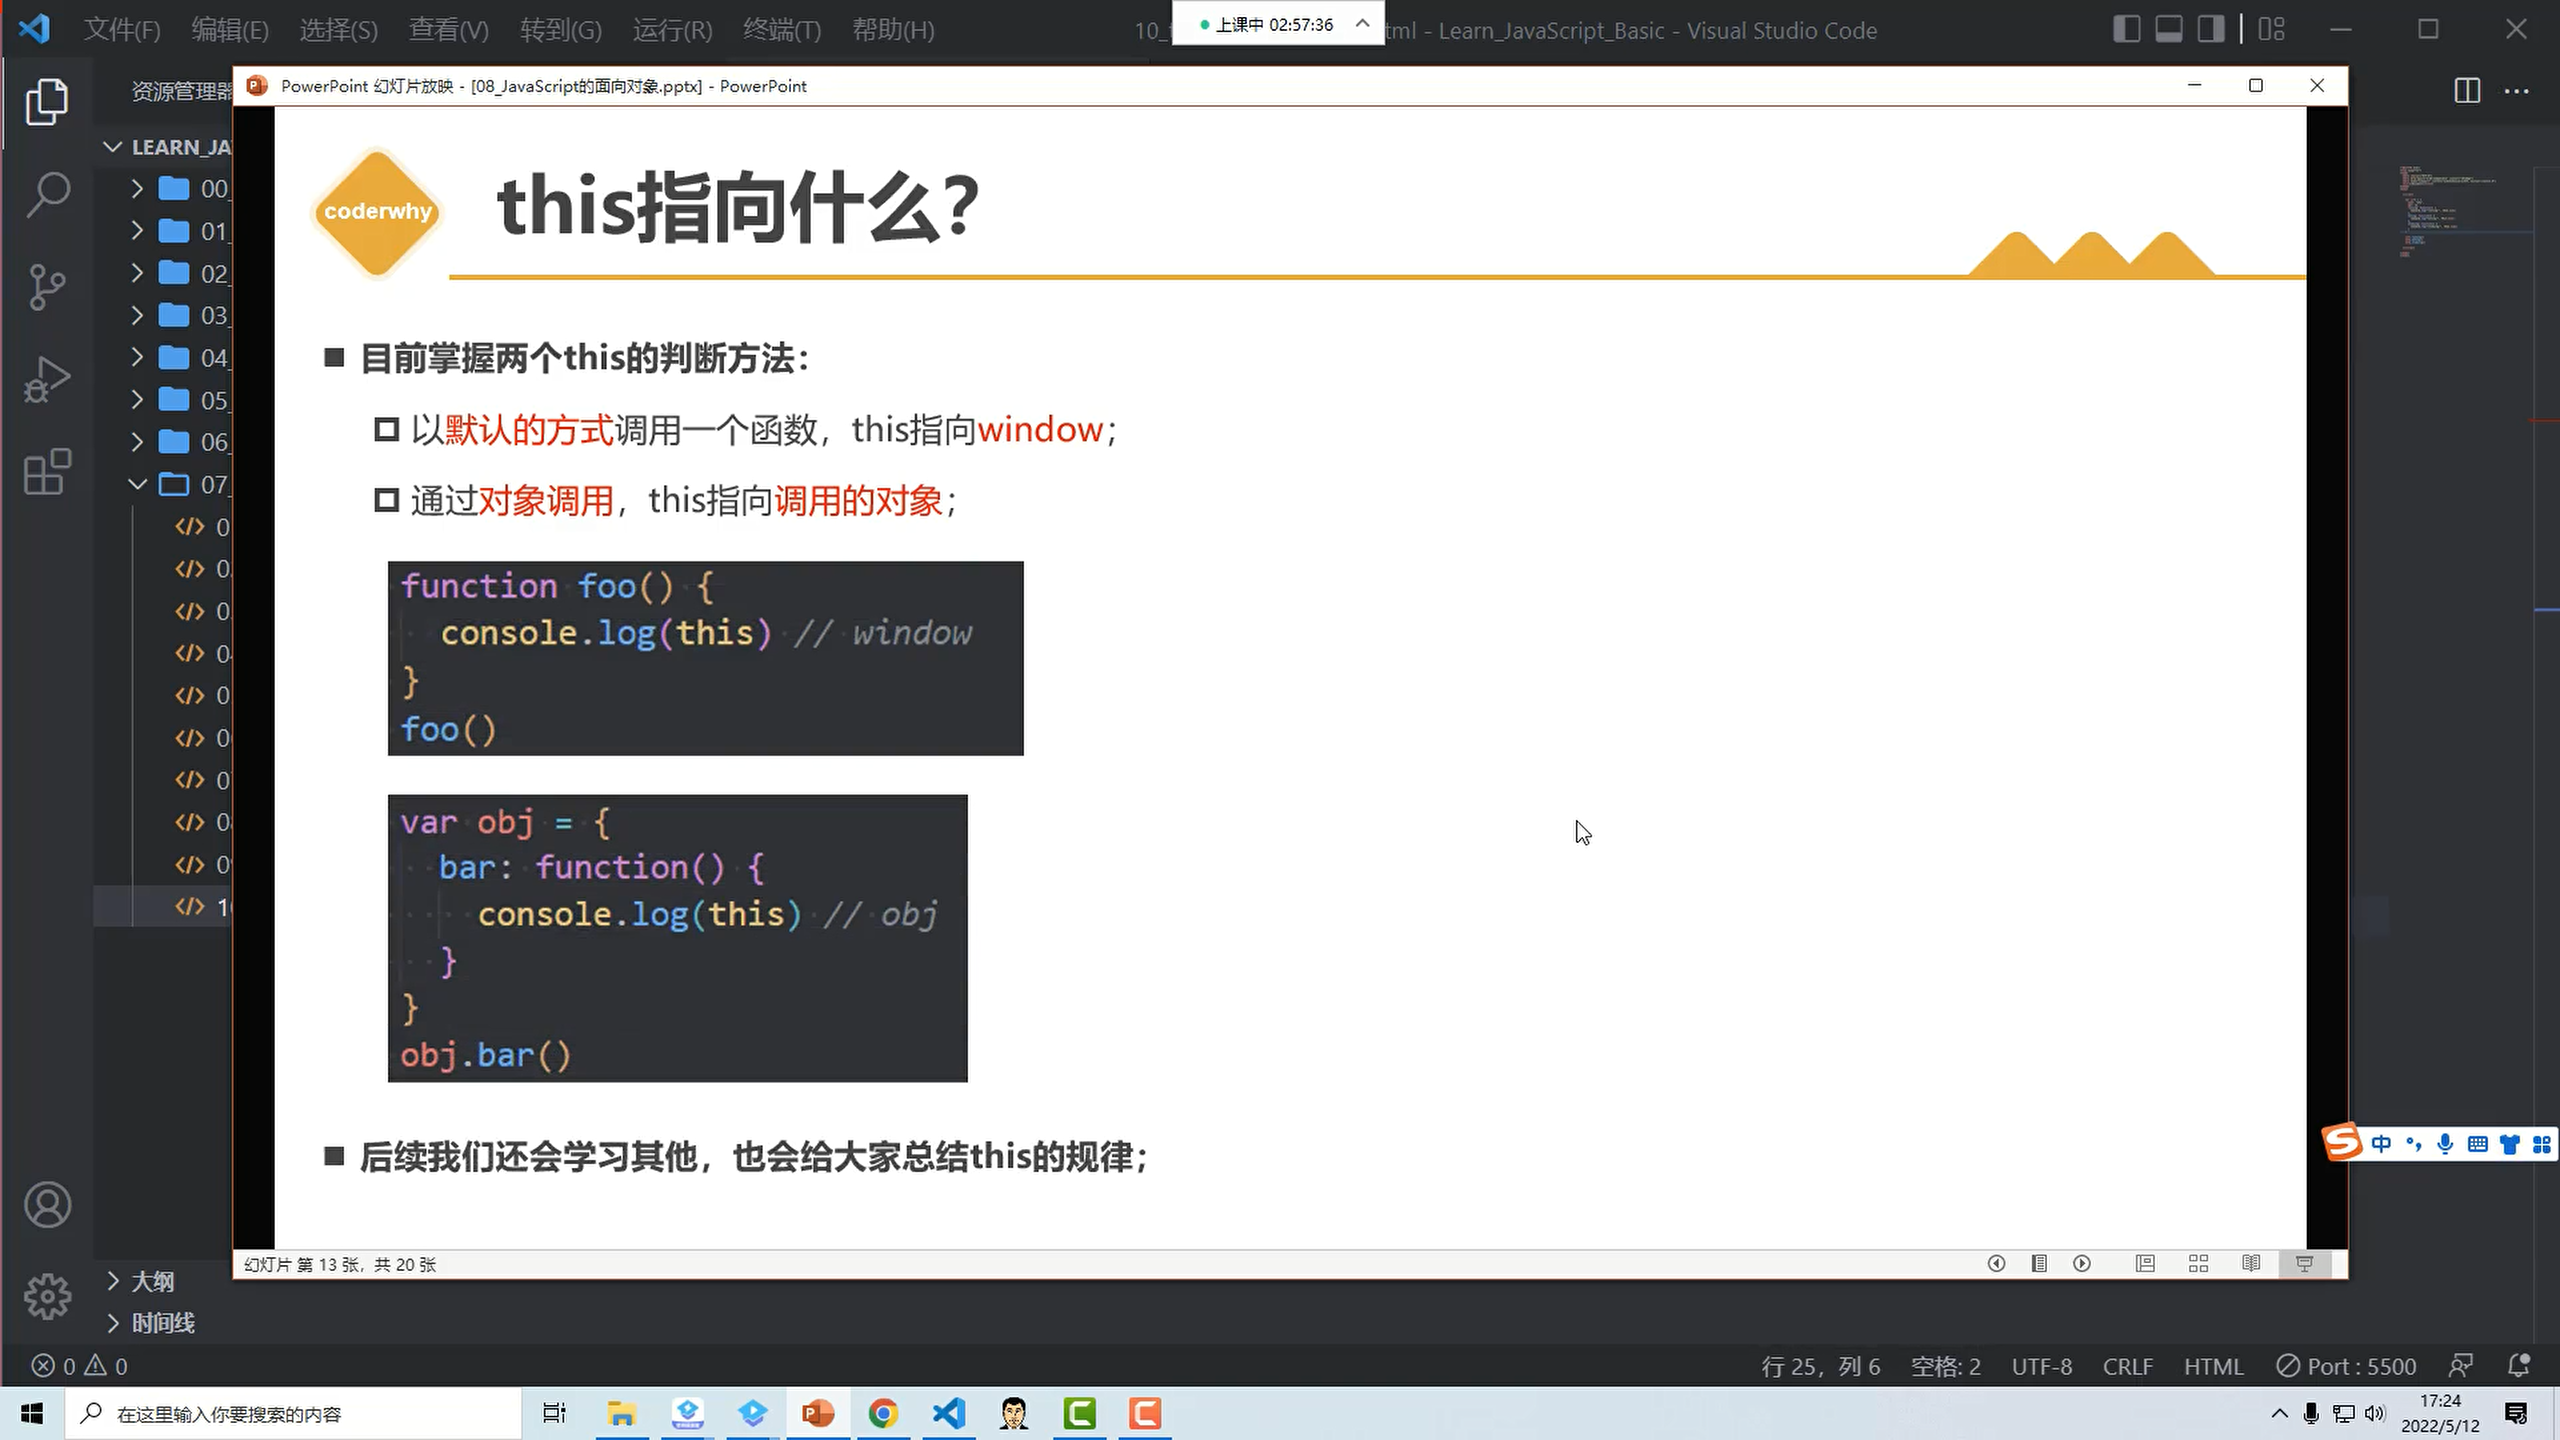 文件(F) 编辑(E) 选择(S) 查看(V) 转到(G) 运行(R) 终端(T) 帮助(H)
上课中 02:57:36
tml - Learn_JavaScript_Basic - Visual Studio Code
资源管理器
PowerPoint 幻灯片放映 - [08_JavaScript的面向对象.pptx] - PowerPoint
LEARN_JA
00_
01_
02_
03_
04_
05_
06_
07_
coderwhy
this指向什么?
目前掌握两个this的判断方法：
以默认的方式调用一个函数，this指向window；
通过对象调用，this指向调用的对象；
function foo() {
console.log(this) // window
}
foo()
var obj = {
bar: function() {
console.log(this) // obj
}
}
obj.bar()
后续我们还会学习其他，也会给大家总结this的规律；
中
幻灯片 第 13 张，共 20 张
大纲
时间线
0 0
行 25，列 6 空格: 2 UTF-8 CRLF HTML Port : 5500
在这里输入你要搜索的内容
17:24
2022/5/12